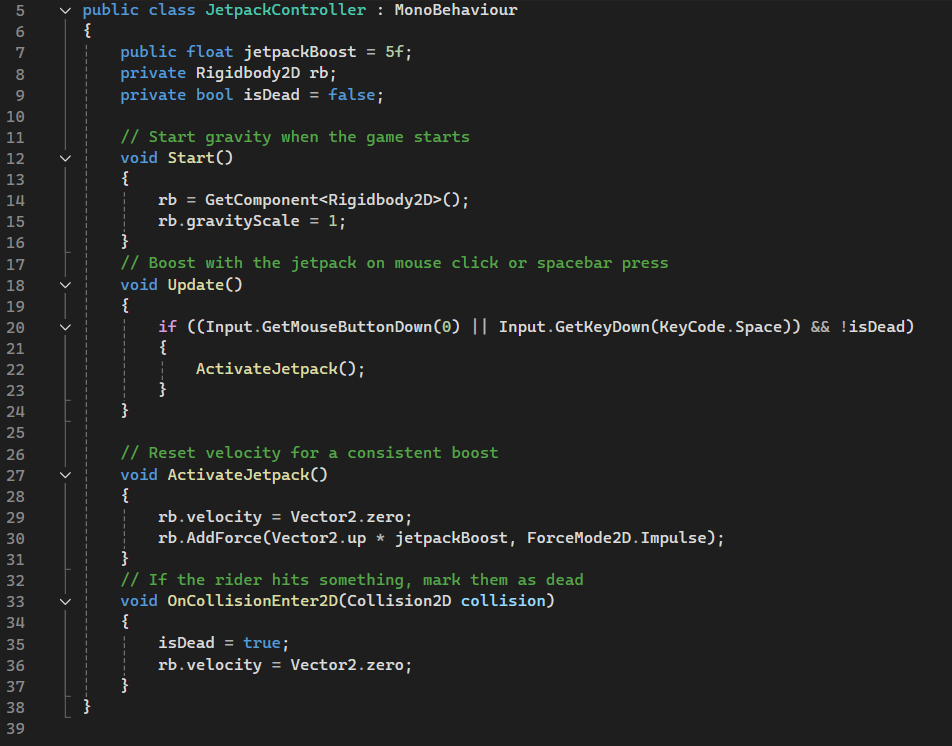 5 public class JetpackController : MonoBehaviour
6 {
7 public float jetpackBoost = 5f;
8 private Rigidbody2D rb;
9 private bool isDead = false;
10
11 // Start gravity when the game starts
12 void Start()
13 {
14 rb = GetComponent<Rigidbody2D>();
15 rb.gravityScale = 1;
16 }
17 // Boost with the jetpack on mouse click or spacebar press
18 void Update()
19 {
20 if ((Input.GetMouseButtonDown(0) || Input.GetKeyDown(KeyCode.Space)) && !isDead)
21 {
22 ActivateJetpack();
23 }
24 }
25
26 // Reset velocity for a consistent boost
27 void ActivateJetpack()
28 {
29 rb.velocity = Vector2.zero;
30 rb.AddForce(Vector2.up * jetpackBoost, ForceMode2D.Impulse);
31 }
32 // If the rider hits something, mark them as dead
33 void OnCollisionEnter2D(Collision2D collision)
34 {
35 isDead = true;
36 rb.velocity = Vector2.zero;
37 }
38 }
39